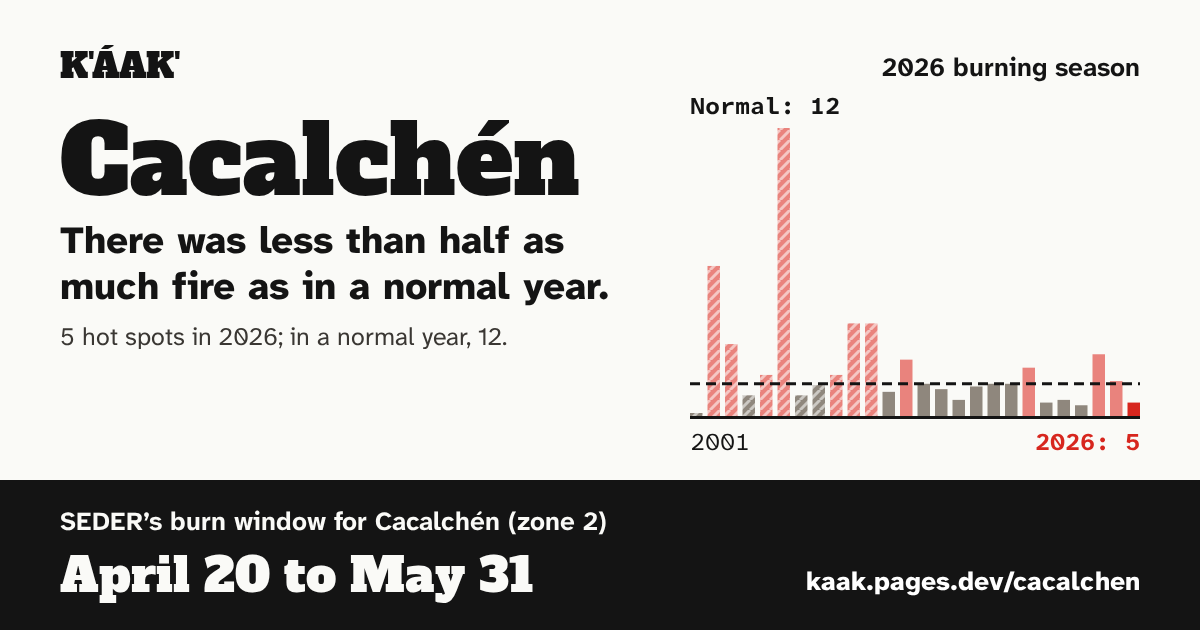 K'ÁAK'
2026 burning season
Cacalchén
There was less than half as
much fire as in a normal year.
5 hot spots in 2026; in a normal year, 12.
Normal: 12
2001
2026: 5
SEDER’s burn window for Cacalchén (zone 2)
April 20 to May 31
kaak.pages.dev/cacalchen